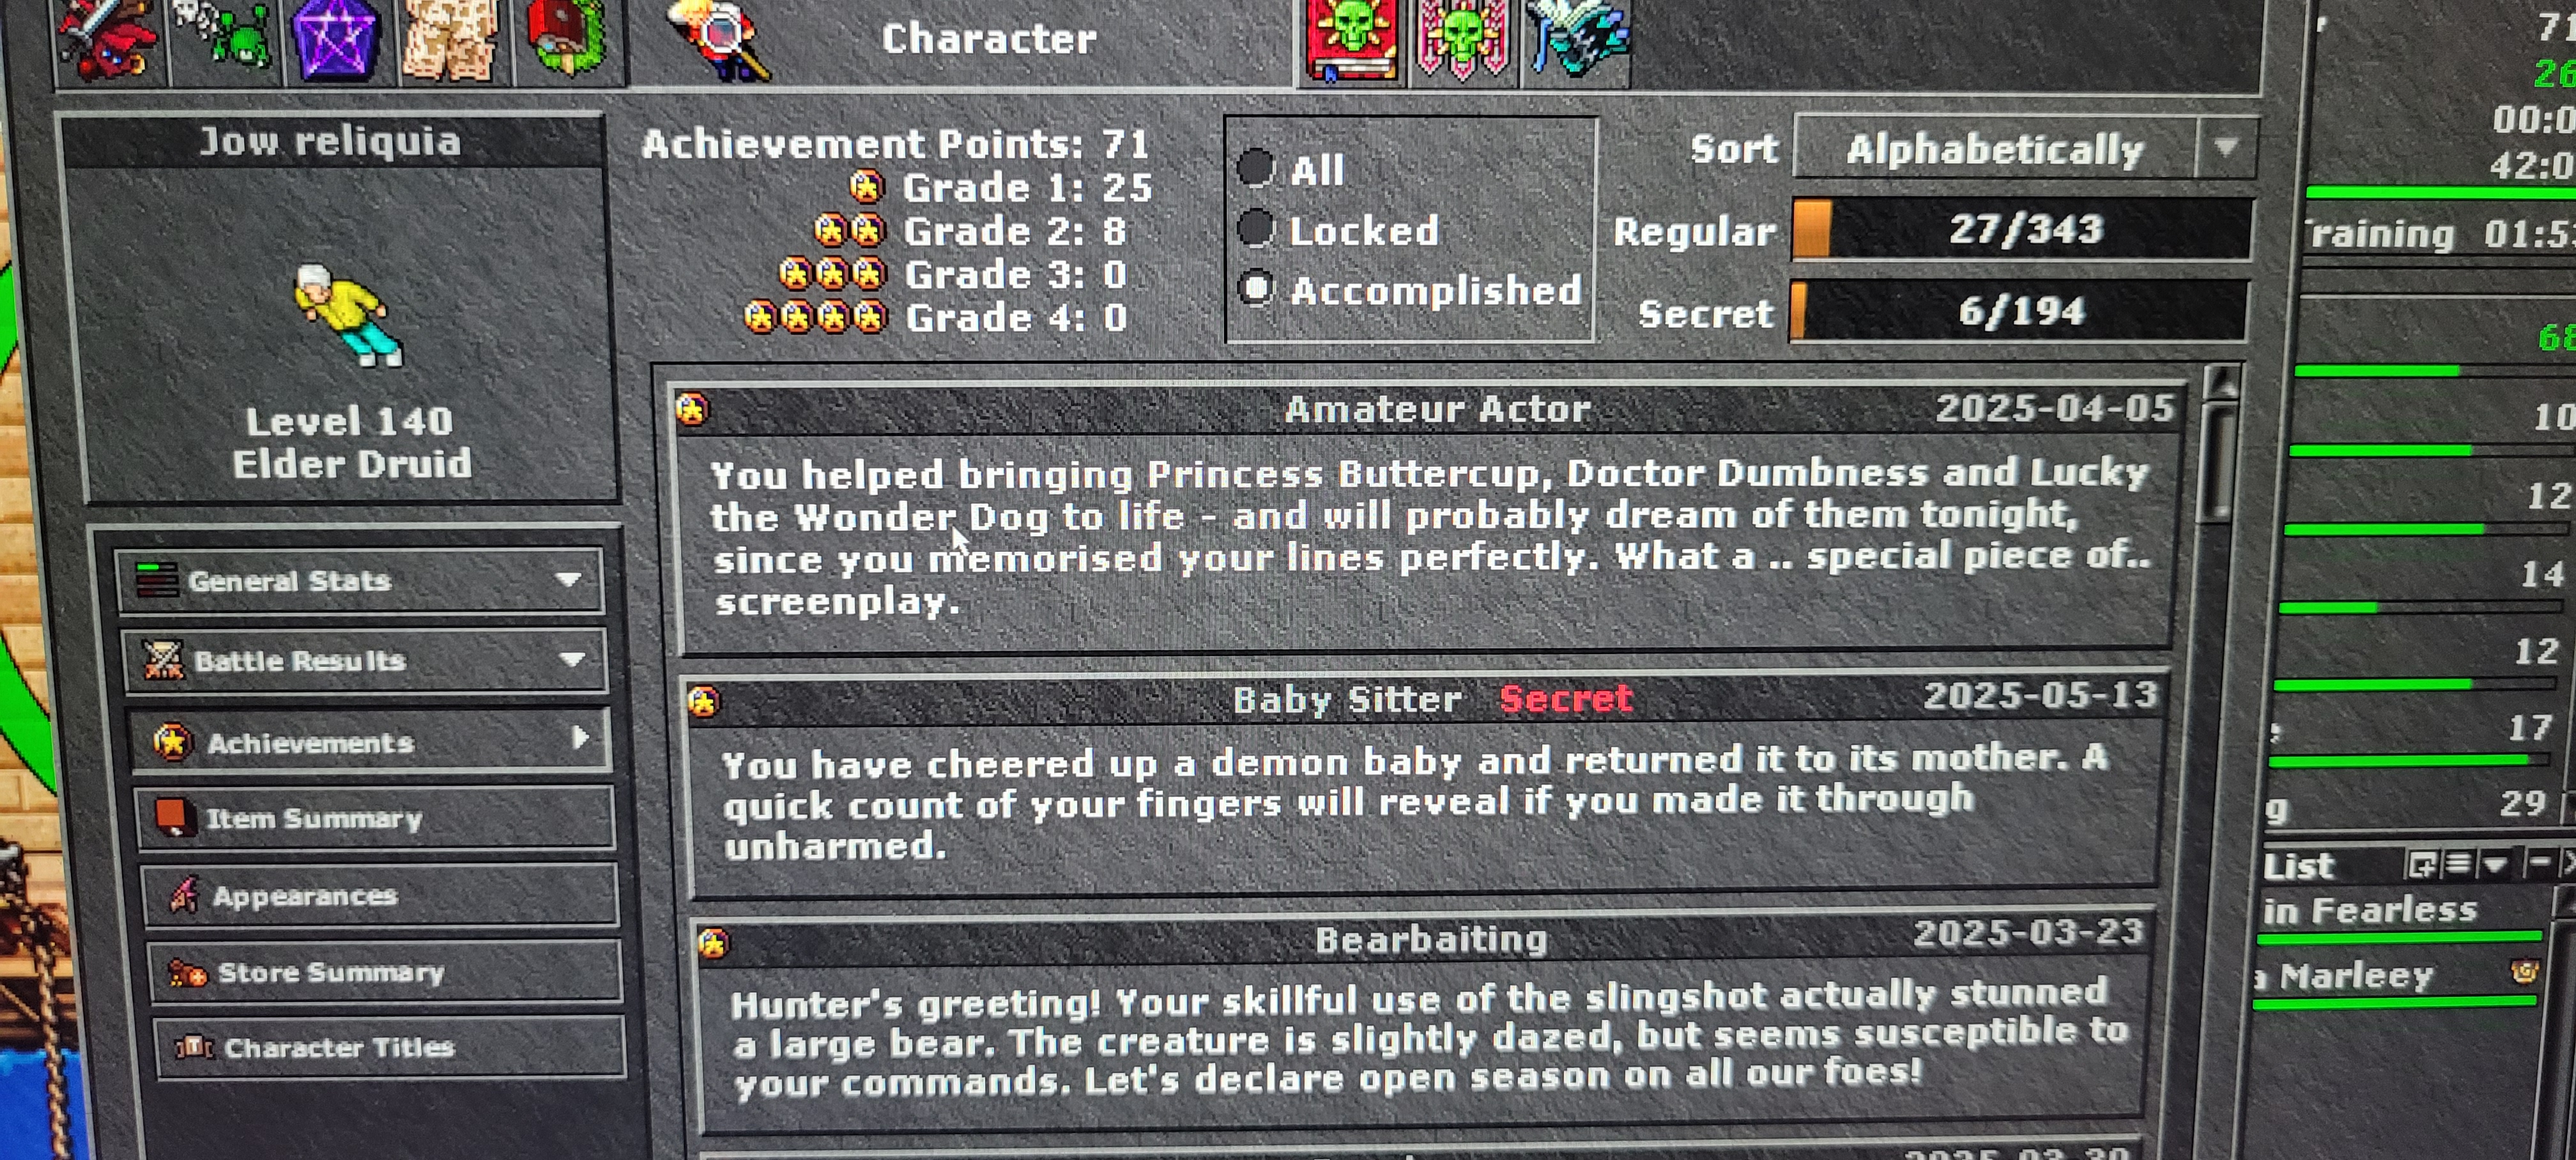 Character
Jow reliquia
Level 140
Elder Druid
General Stats
Battle Results
Achievements
Item Summary
Appearances
Store Summary
Character Titles
Achievement Points: 71
Grade 1: 25
Grade 2: 8
Grade 3: 0
Grade 4: 0
All
Locked
Accomplished
Sort Alphabetically
Regular 27/343
Secret 6/194
Amateur Actor 2025-04-05
You helped bringing Princess Buttercup, Doctor Dumbness and Lucky
the Wonder Dog to life - and will probably dream of them tonight,
since you memorised your lines perfectly. What a .. special piece of..
screenplay.
Baby Sitter Secret 2025-05-13
You have cheered up a demon baby and returned it to its mother. A
quick count of your fingers will reveal if you made it through
unharmed.
Bearbaiting 2025-03-23
Hunter's greeting! Your skillful use of the slingshot actually stunned
a large bear. The creature is slightly dazed, but seems susceptible to
your commands. Let's declare open season on all our foes!
71
26
00:0
42:0
raining 01:5
68
10
12
14
12
17
g 29
List
in Fearless
a Marleey